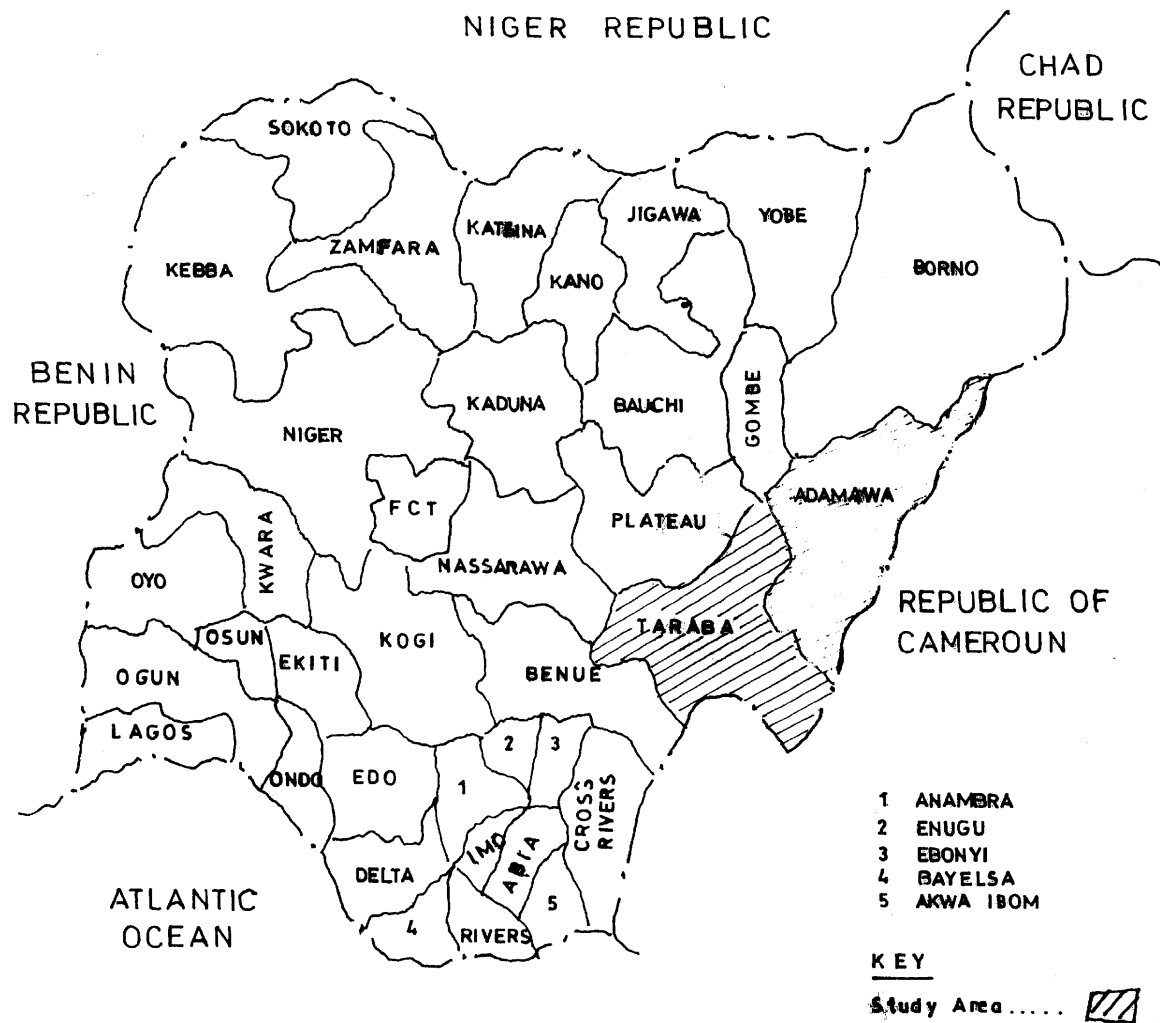 NIGER REPUBLIC
CHAD
REPUBLIC
SOKOTO
ZAMFARA
KATSINA
JIGAWA
YOBE
KEBBA
KANO
BORNO
BENIN
REPUBLIC
NIGER
KADUNA
BAUCHI
GOMBE
ADAMAWA
FCT
PLATEAU
KWARA
NASSARAWA
OYO
REPUBLIC OF
CAMEROUN
OSUN
EKITI
KOGI
TARABA
OGUN
BENUE
LAGOS
ONDO
EDO
1
2
3
CROSS
RIVERS
IMO
ABIA
DELTA
4
RIVERS
5
ATLANTIC
OCEAN
1 ANAMBRA
2 ENUGU
3 EBONYI
4 BAYELSA
5 AKWA IBOM
KEY
Study Area.....